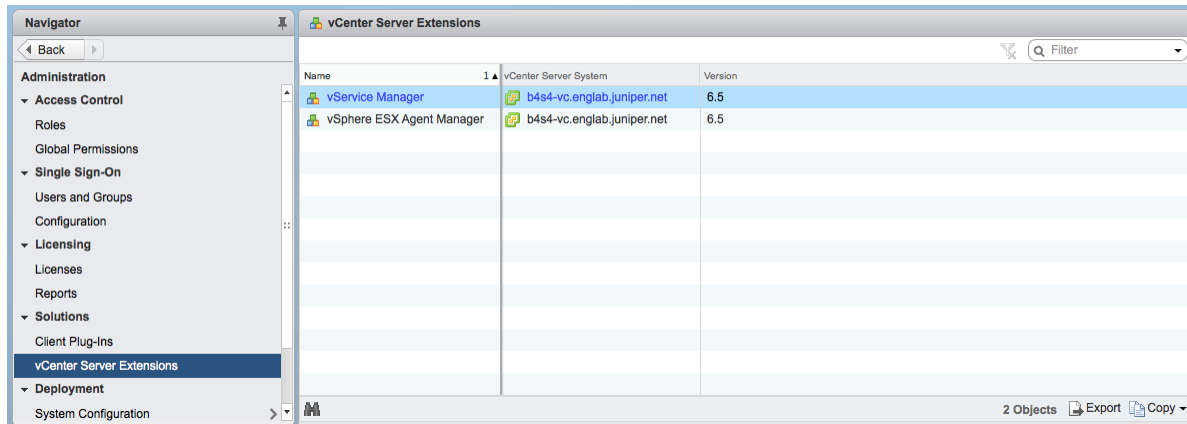 Navigator
Back
Administration
Access Control
Roles
Global Permissions
Single Sign-On
Users and Groups
Configuration
Licensing
Licenses
Reports
Solutions
Client Plug-Ins
vCenter Server Extensions
Deployment
System Configuration
vCenter Server Extensions
Filter
Name 1 vCenter Server System Version
vService Manager b4s4-vc.englab.juniper.net 6.5
vSphere ESX Agent Manager b4s4-vc.englab.juniper.net 6.5
2 Objects Export Copy